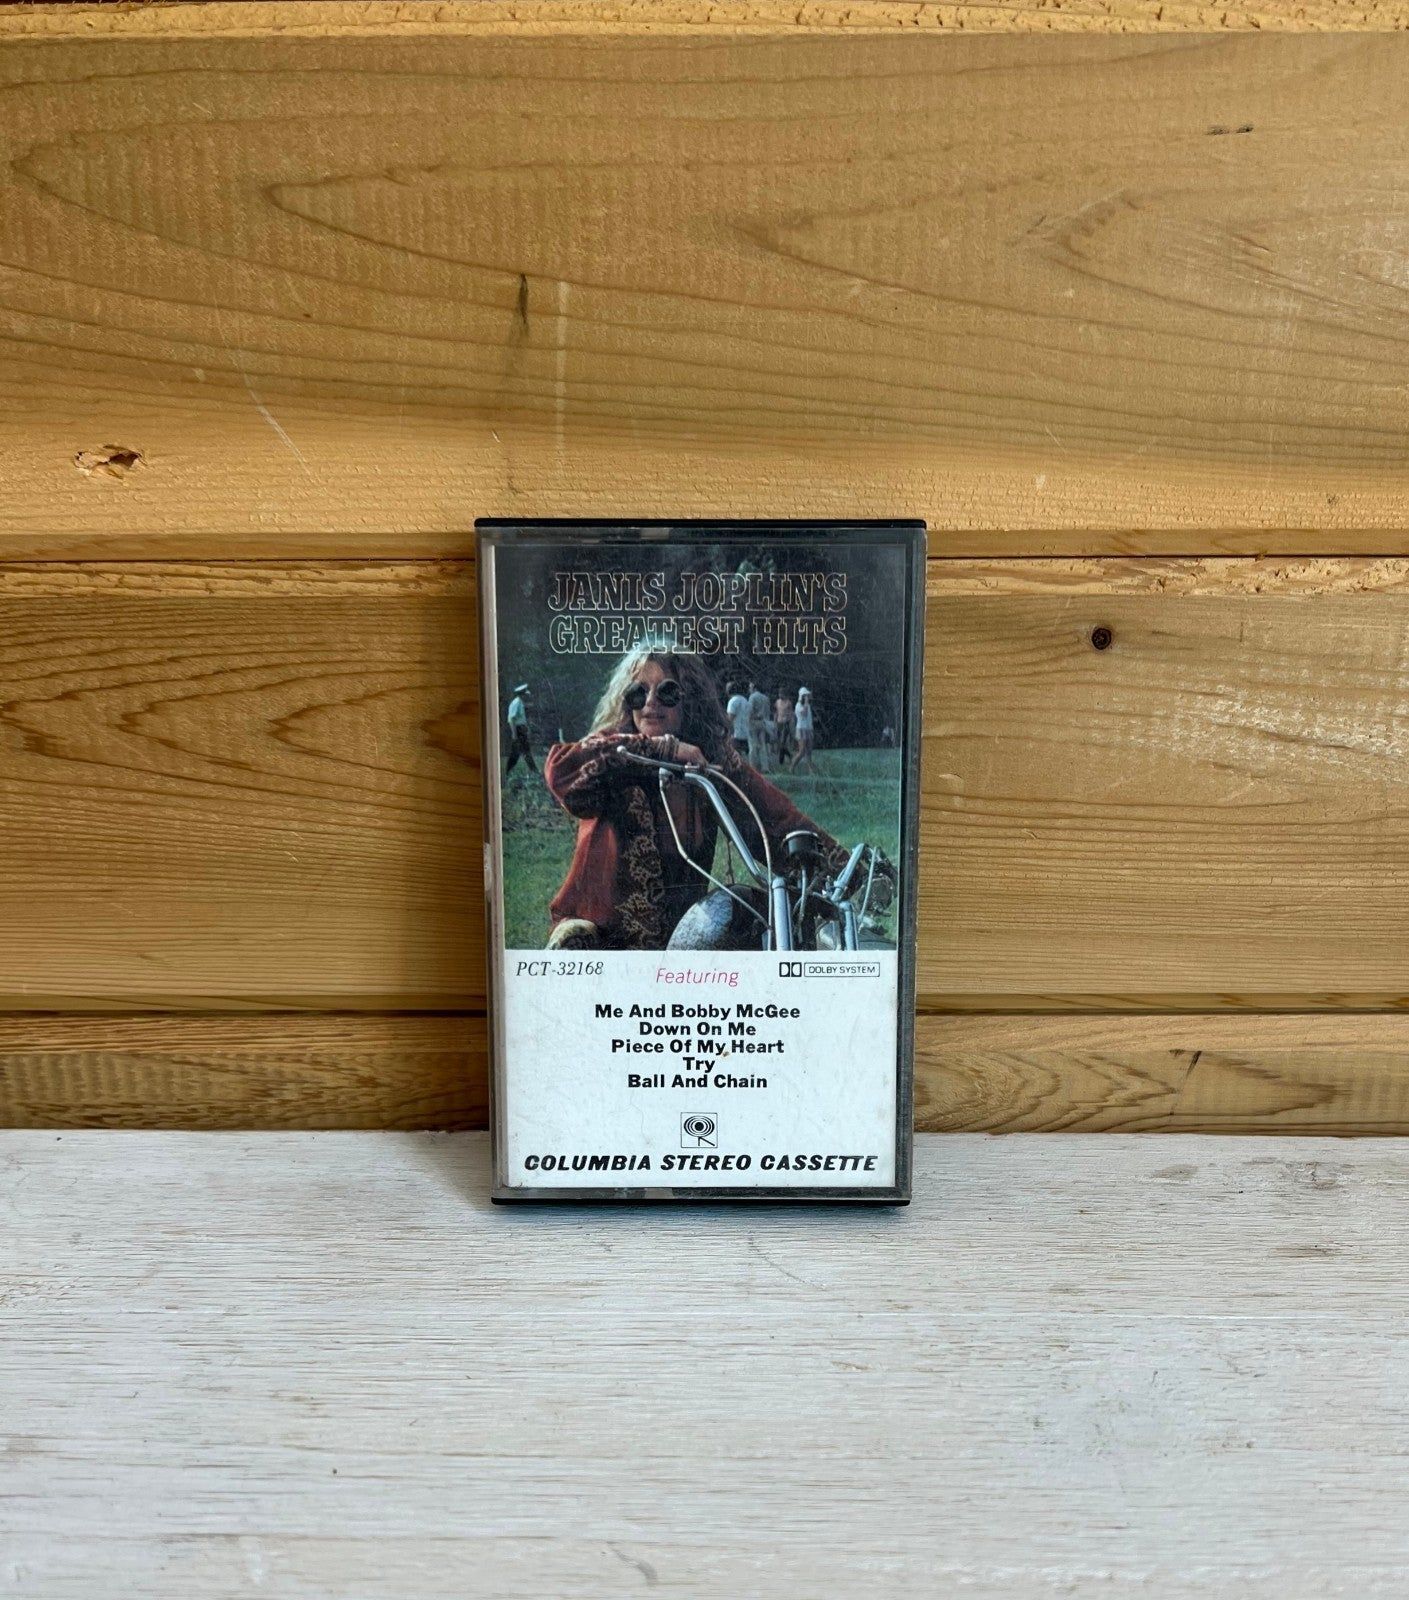 JANIS JOPLIN'S
GREATEST HITS
PCT-32168
Featuring
DOLBY SYSTEM
Me And Bobby McGee
Down On Me
Piece Of My Heart
Try
Ball And Chain
COLUMBIA STEREO CASSETTE